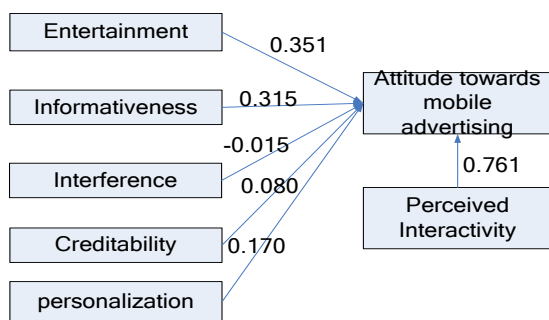 Entertainment
0.351
Informativeness
0.315
Attitude towards
mobile
advertising
-0.015
Interference
0.080
0.761
Creditability
0.170
Perceived
Interactivity
personalization